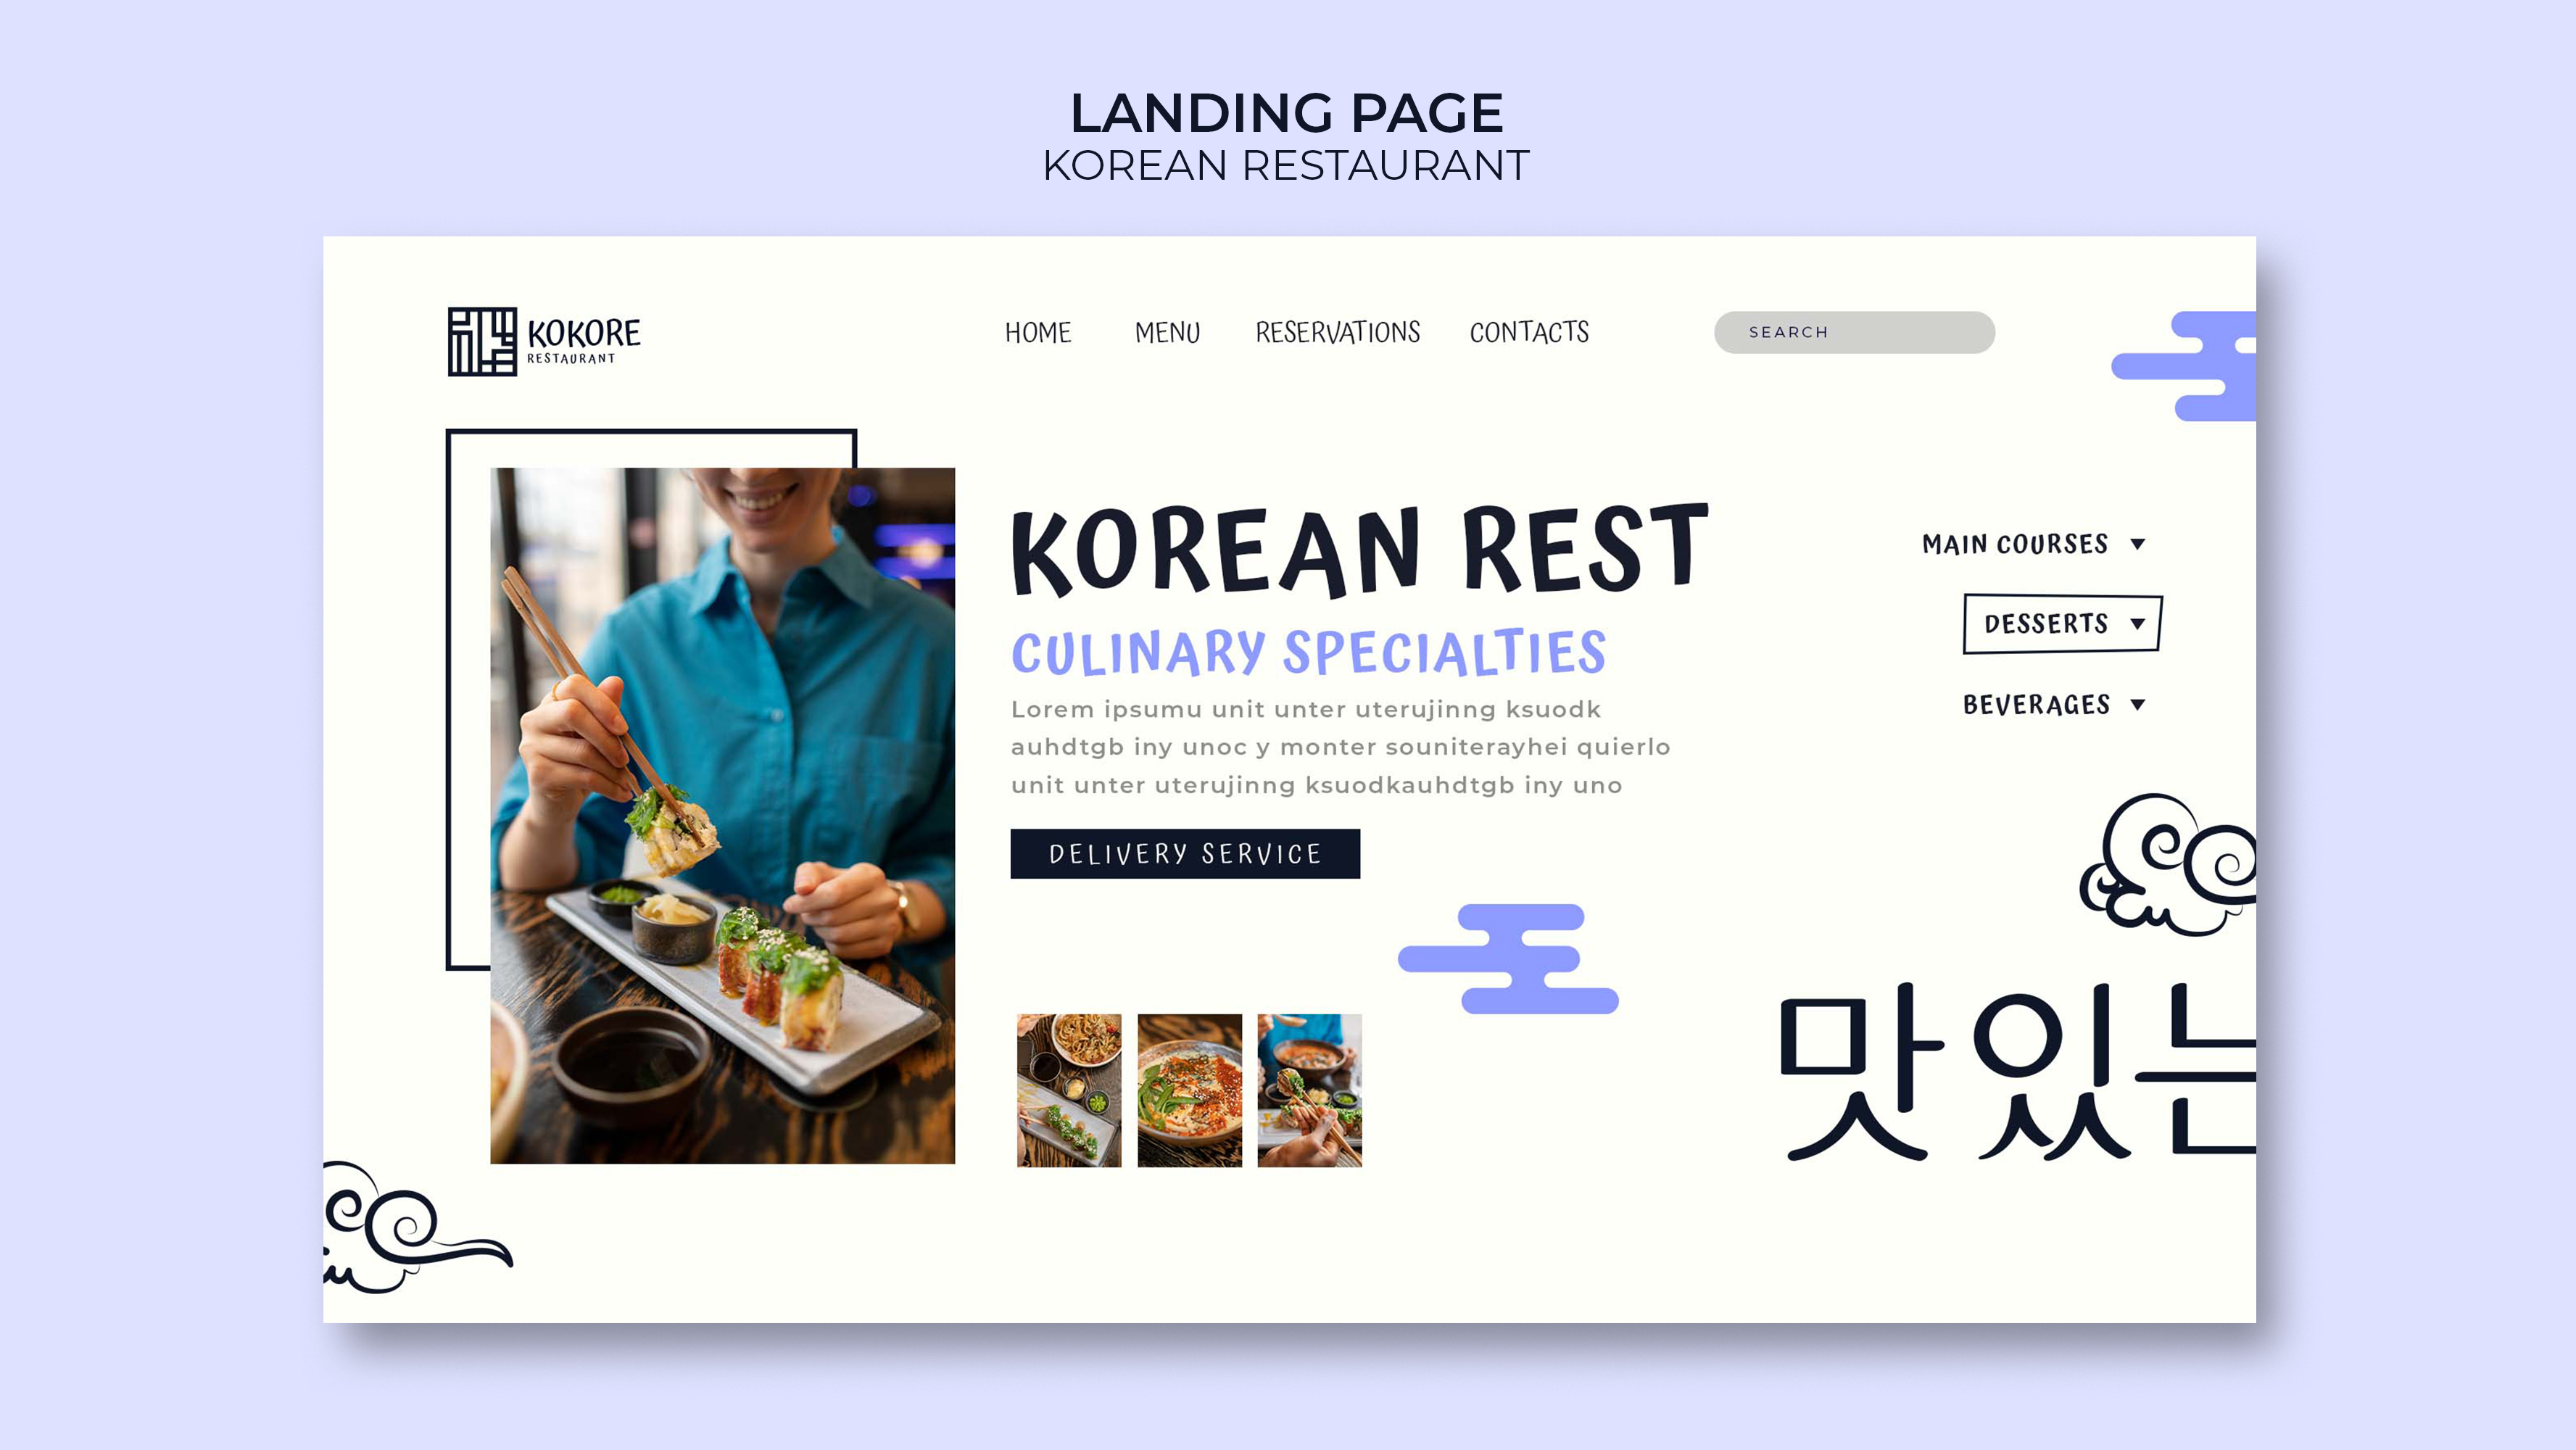 LANDING PAGE
KOREAN RESTAURANT
KOKORE
RESTAURANT
HOME MENU RESERVATIONS CONTACTS SEARCH
KOREAN REST
CULINARY SPECIALTIES
Lorem ipsumu unit unter uterujinng ksuodk
auhdtgb iny unoc y monter souniterayhei quierlo
unit unter uterujinng ksuodkauhdtgb iny uno
DELIVERY SERVICE
MAIN COURSES
DESSERTS
BEVERAGES
맛있는